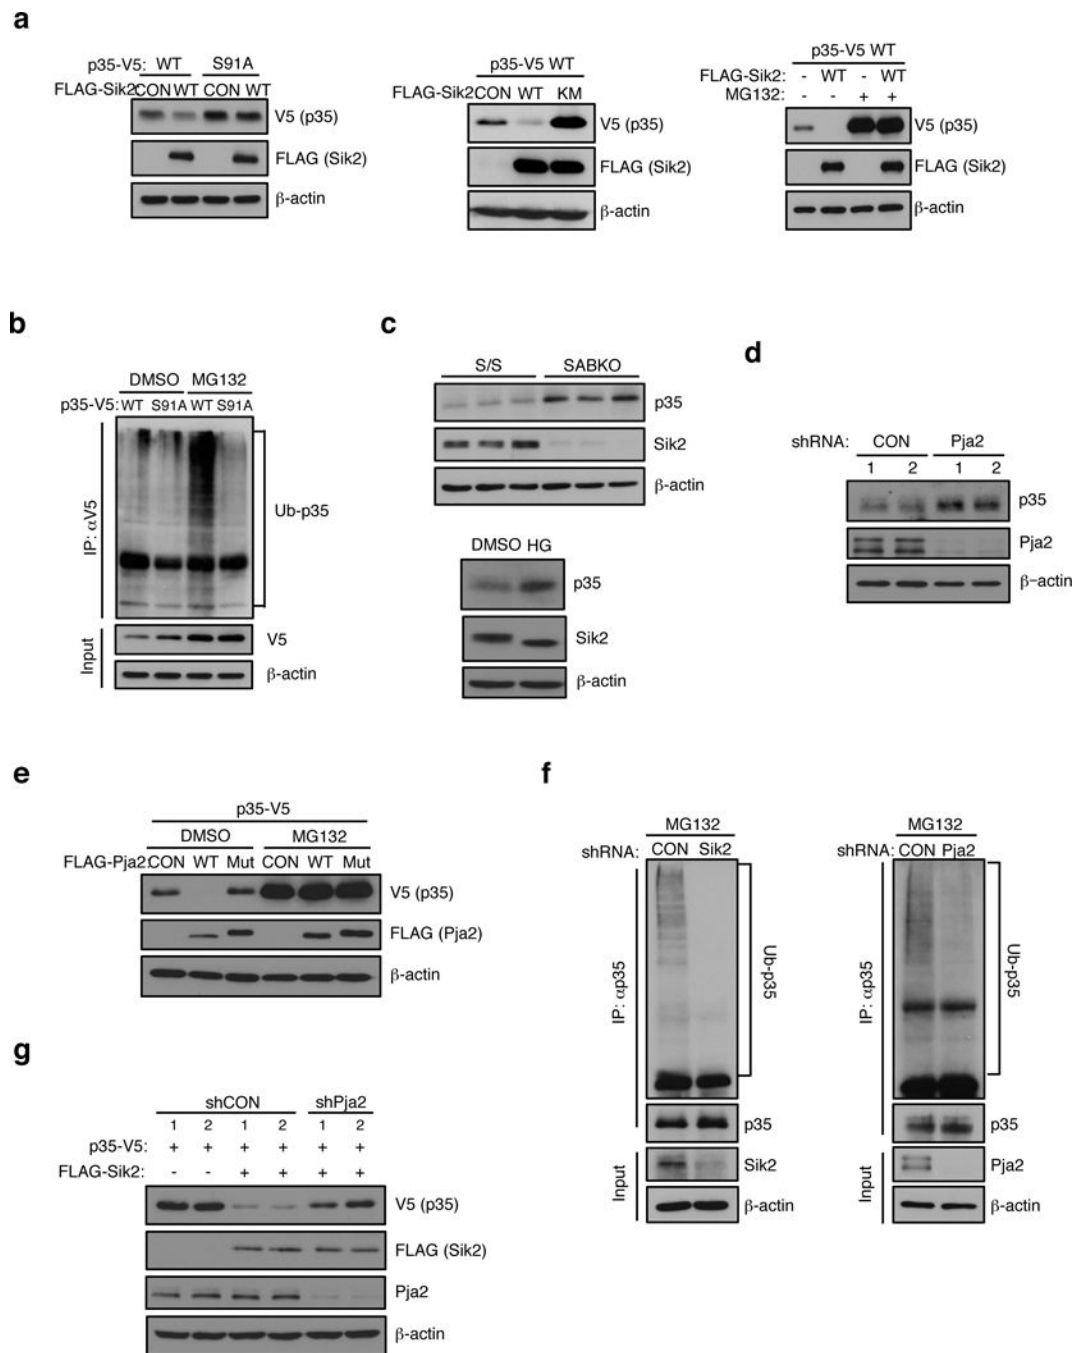 a
p35-V5: WT S91A
FLAG-Sik2: CON WT CON WT
V5 (p35)
FLAG (Sik2)
β-actin
p35-V5 WT
FLAG-Sik2: CON WT KM
V5 (p35)
FLAG (Sik2)
β-actin
p35-V5 WT
FLAG-Sik2: - WT - WT
MG132: - - + +
V5 (p35)
FLAG (Sik2)
β-actin
b
DMSO MG132
p35-V5: WT S91A WT S91A
IP: αV5
Ub-p35
Input
V5
β-actin
c
S/S SABKO
p35
Sik2
β-actin
DMSO HG
p35
Sik2
β-actin
d
shRNA: CON Pja2
1 2 1 2
p35
Pja2
β-actin
e
p35-V5
DMSO MG132
FLAG-Pja2: CON WT Mut CON WT Mut
V5 (p35)
FLAG (Pja2)
β-actin
f
MG132
shRNA: CON Sik2
IP: αp35
Ub-p35
p35
Input
Sik2
β-actin
MG132
shRNA: CON Pja2
IP: αp35
Ub-p35
p35
Input
Pja2
β-actin
g
shCON shPja2
1 2 1 2 1 2
p35-V5: + + + + + +
FLAG-Sik2: - - + + + +
V5 (p35)
FLAG (Sik2)
Pja2
β-actin